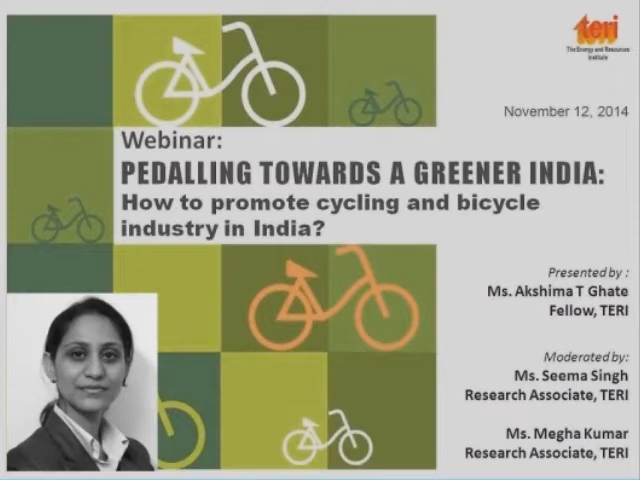 teri
The Energy and Resources
Institute
November 12, 2014
Webinar:
PEDALLING TOWARDS A GREENER INDIA:
How to promote cycling and bicycle
industry in India?
Presented by :
Ms. Akshima T Ghate
Fellow, TERI
Moderated by:
Ms. Seema Singh
Research Associate, TERI
Ms. Megha Kumar
Research Associate, TERI